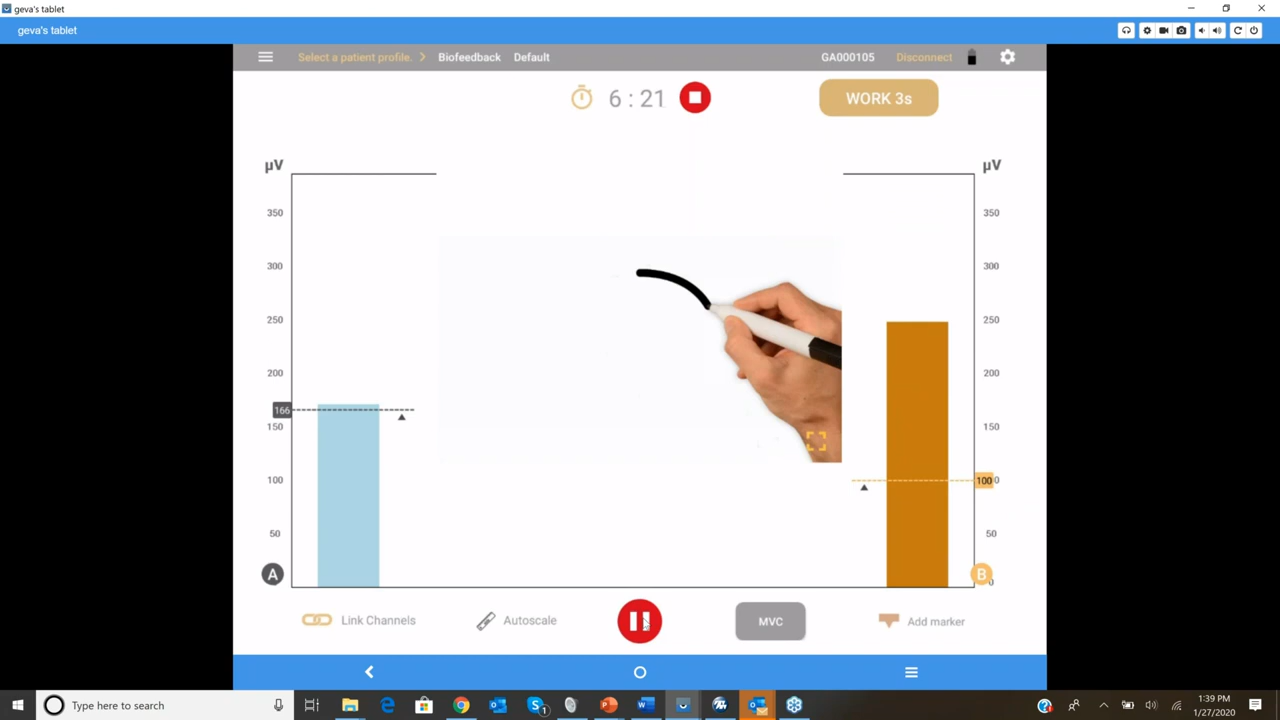 geva's tablet
geva's tablet
Select a patient profile. > Biofeedback Default GA000105 Disconnect
6 : 21 WORK 3s
µV µV
350 350
300 300
250 250
200 200
166
150 150
100 100 0
50 50
A B 0
Link Channels Autoscale MVC Add marker
Type here to search 1:39 PM
1/27/2020